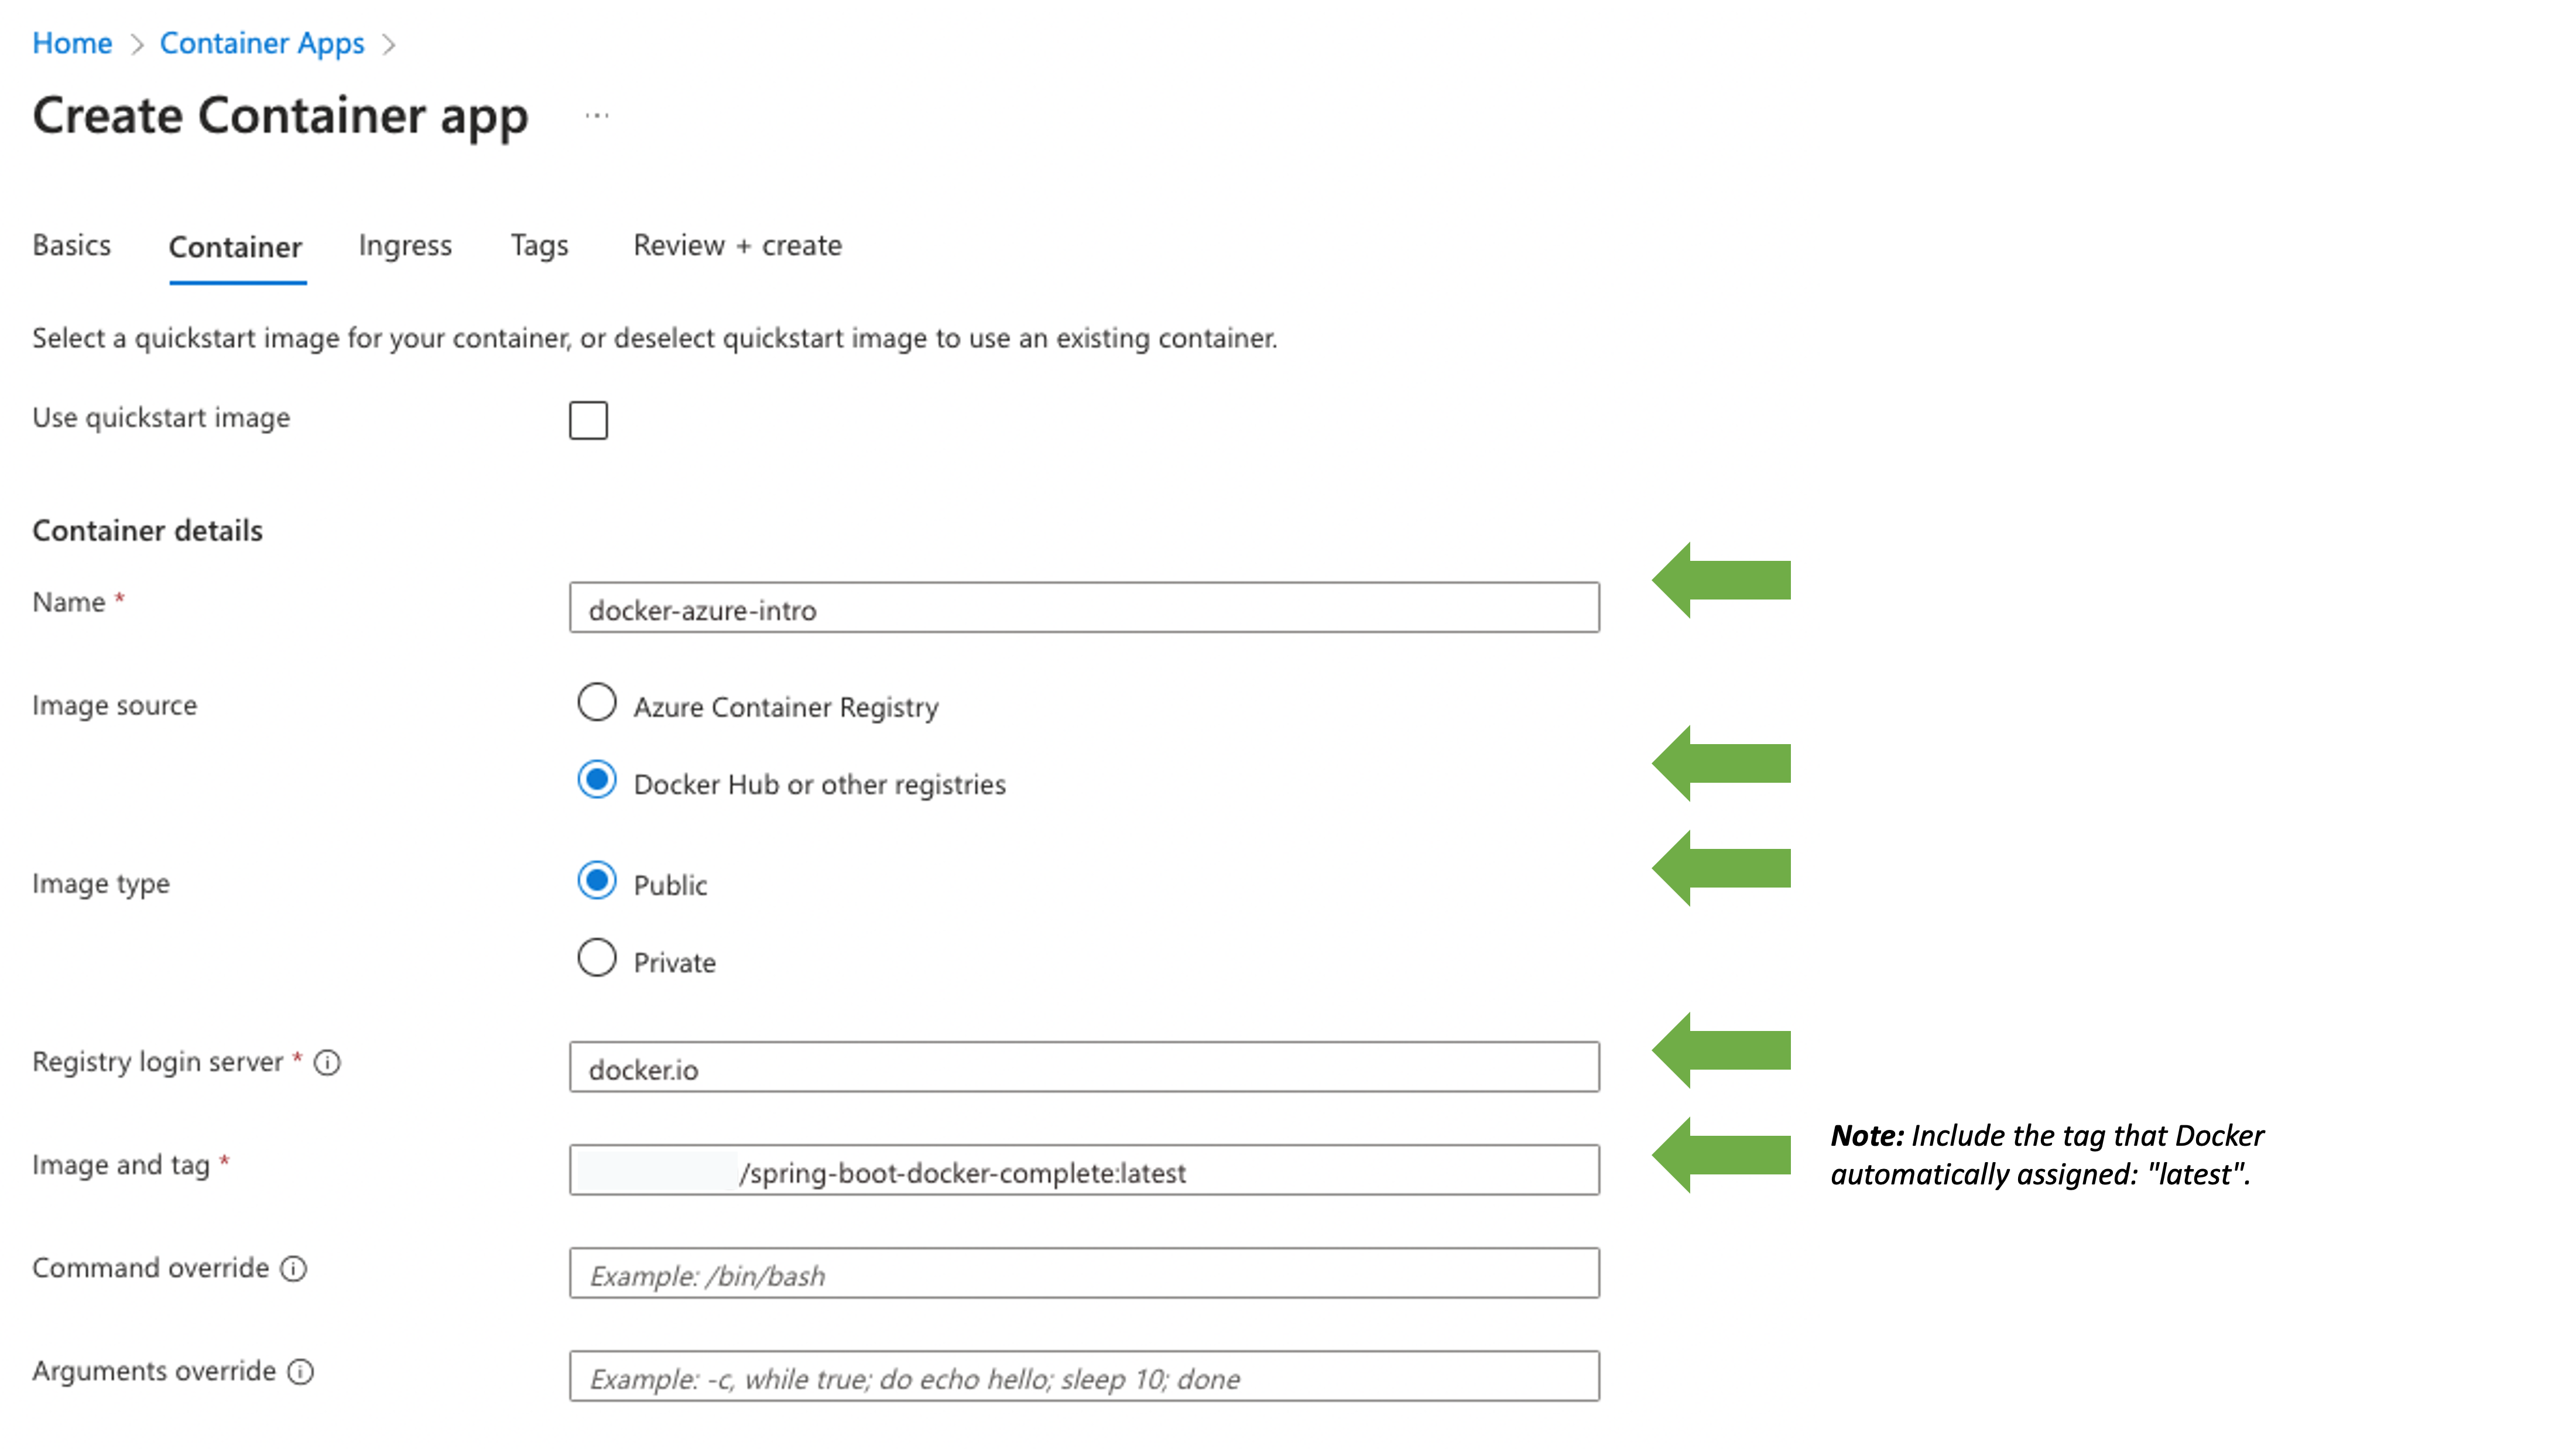 Home > Container Apps >
Create Container app ...
Basics Container Ingress Tags Review + create
Select a quickstart image for your container, or deselect quickstart image to use an existing container.
Use quickstart image
Container details
Name * docker-azure-intro
Image source Azure Container Registry
Docker Hub or other registries
Image type Public
Private
Registry login server * docker.io
Image and tag * /spring-boot-docker-complete:latest
Note: Include the tag that Docker
automatically assigned: "latest".
Command override Example: /bin/bash
Arguments override Example: -c, while true; do echo hello; sleep 10; done